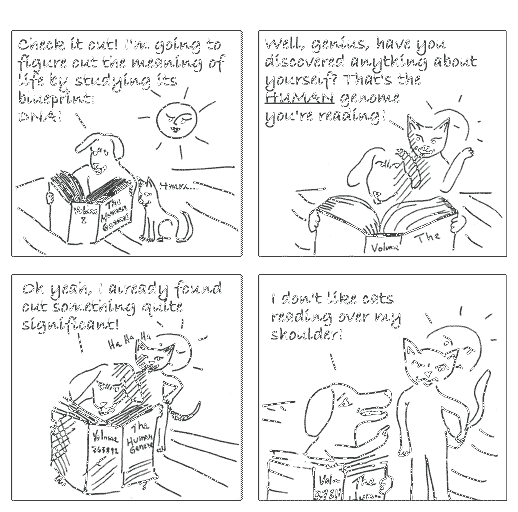 Check it out! I'm going to
figure out the meaning of
life by studying its
blueprint:
DNA!
Hmm...
Volume
The
Human
Genome
Well, genius, have you
discovered anything about
yourself? That's the
HUMAN genome
you're reading!
Volume
The
Ok yeah, I already found
out something quite
significant!
Ha Ha Ha
Volume
The
Human
Genome
I don't like cats
reading over my
shoulder!
The